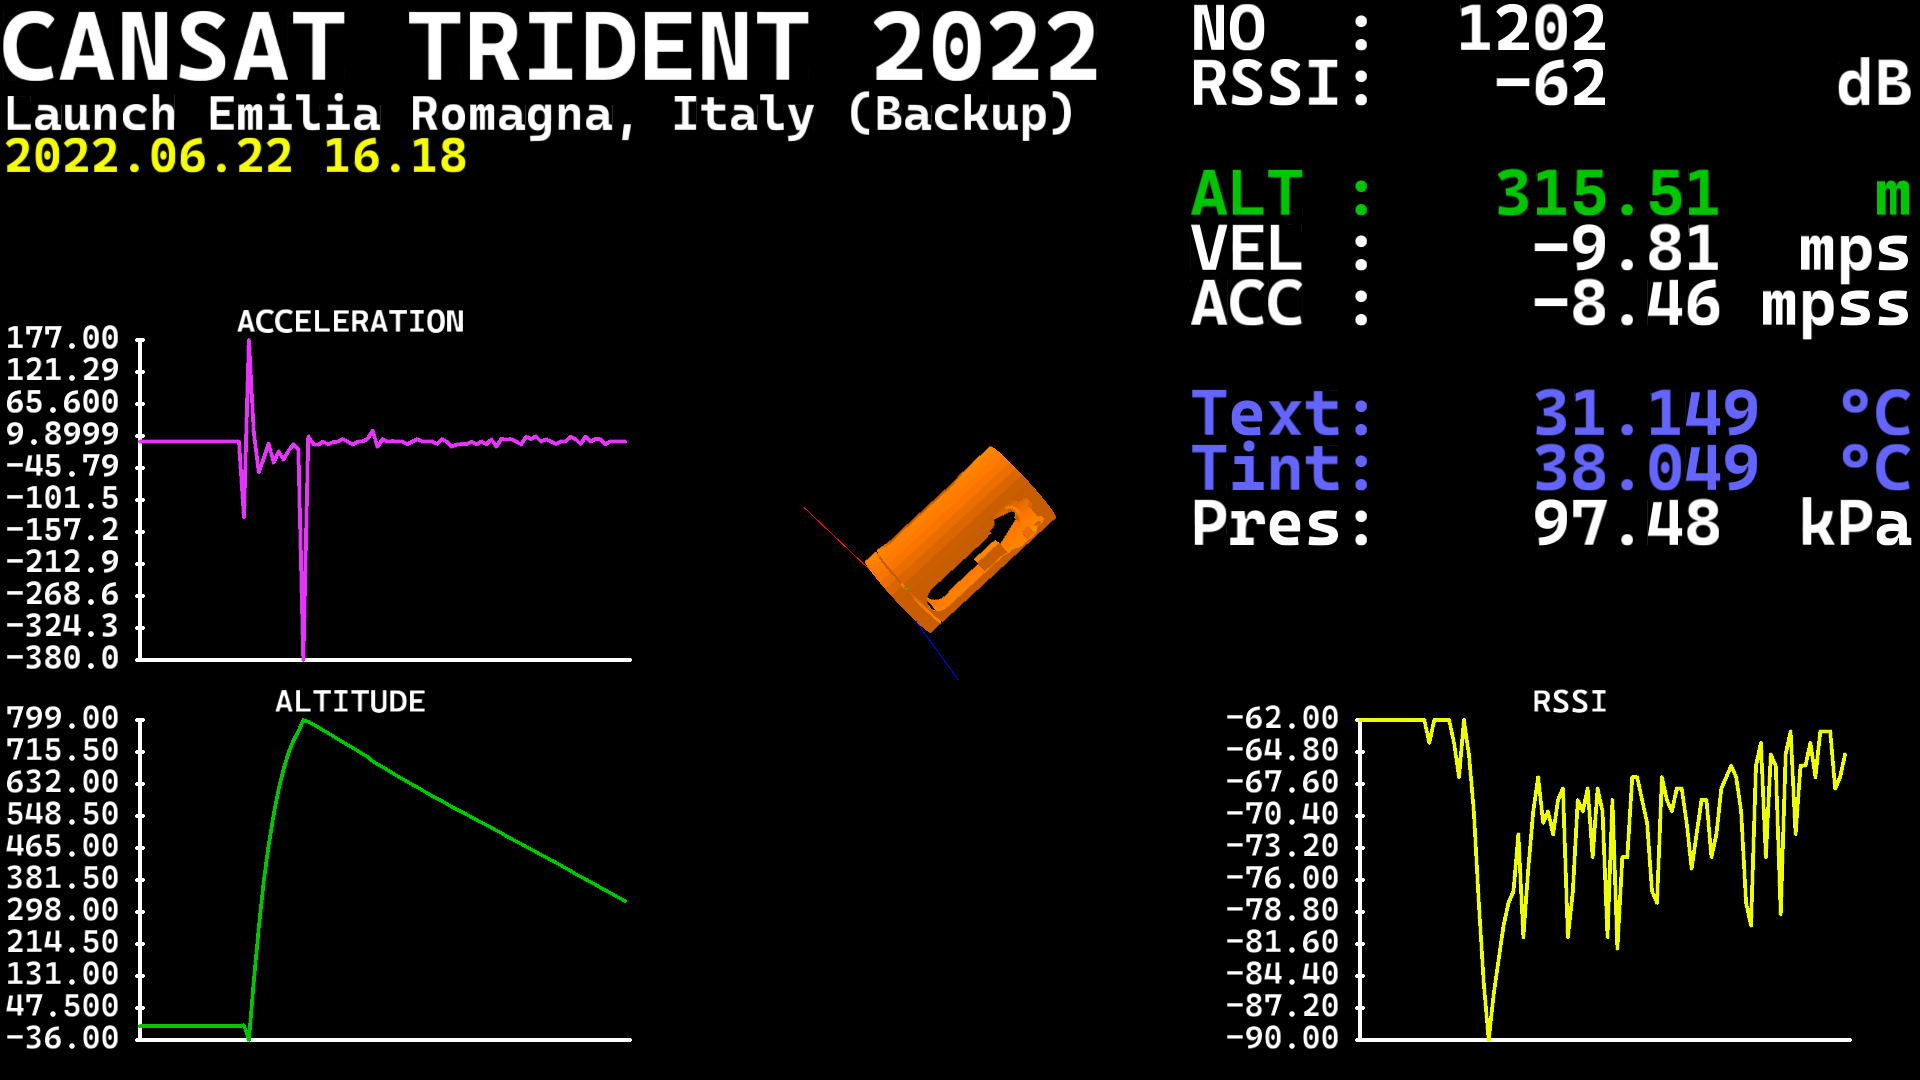 CANSAT TRIDENT 2022
Launch Emilia Romagna, Italy (Backup)
2022.06.22 16.18
NO : 1202
RSSI: -62 dB
ALT : 315.51 m
VEL : -9.81 mps
ACC : -8.46 mpss
Text: 31.149 °C
Tint: 38.049 °C
Pres: 97.48 kPa
ACCELERATION
177.00
121.29
65.600
9.8999
-45.79
-101.5
-157.2
-212.9
-268.6
-324.3
-380.0
ALTITUDE
799.00
715.50
632.00
548.50
465.00
381.50
298.00
214.50
131.00
47.500
-36.00
RSSI
-62.00
-64.80
-67.60
-70.40
-73.20
-76.00
-78.80
-81.60
-84.40
-87.20
-90.00